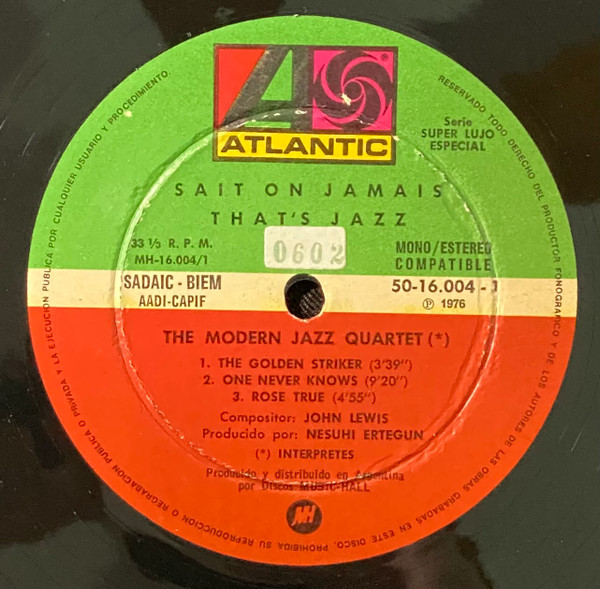 ATLANTIC
Serie
SUPER LUJO
ESPECIAL
SAIT ON JAMAIS
THAT'S JAZZ
33 1/3 R. P. M.
MH-16.004/1
0602
MONO/ESTEREO
COMPATIBLE
SADAIC - BIEM
AADI-CAPIF
50-16.004 - 1
Ⓟ 1976
THE MODERN JAZZ QUARTET (*)
1. THE GOLDEN STRIKER (3'39")
2. ONE NEVER KNOWS (9'20")
3. ROSE TRUE (4'55")
Compositor: JOHN LEWIS
Producido por: NESUHI ERTEGUN
(*) INTERPRETES
Producido y distribuido en Argentina
por Discos MUSIC-HALL
MH
RESERVADO TODO DERECHO DEL PRODUCTOR FONOGRAFICO Y DE LOS AUTORES DE LAS OBRAS GRABADAS EN ESTE DISCO. PROHIBIDA SU REPRODUCCION O REGRABACION PUBLICA O PRIVADA Y LA EJECUCION PUBLICA POR CUALQUIER USUARIO Y PROCEDIMIENTO.